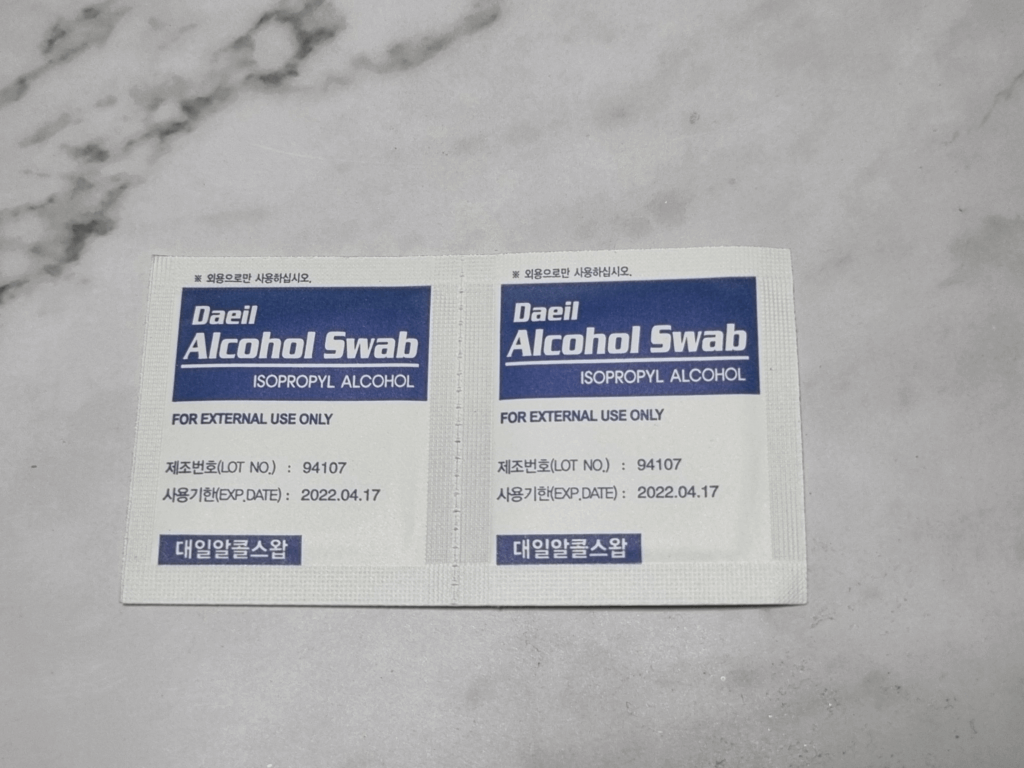 ※ 외용으로만 사용하십시오.
Daeil
Alcohol Swab
ISOPROPYL ALCOHOL
FOR EXTERNAL USE ONLY
제조번호(LOT NO.) : 94107
사용기한(EXP.DATE) : 2022.04.17
대일알콜스왑
※ 외용으로만 사용하십시오.
Daeil
Alcohol Swab
ISOPROPYL ALCOHOL
FOR EXTERNAL USE ONLY
제조번호(LOT NO.) : 94107
사용기한(EXP.DATE) : 2022.04.17
대일알콜스왑